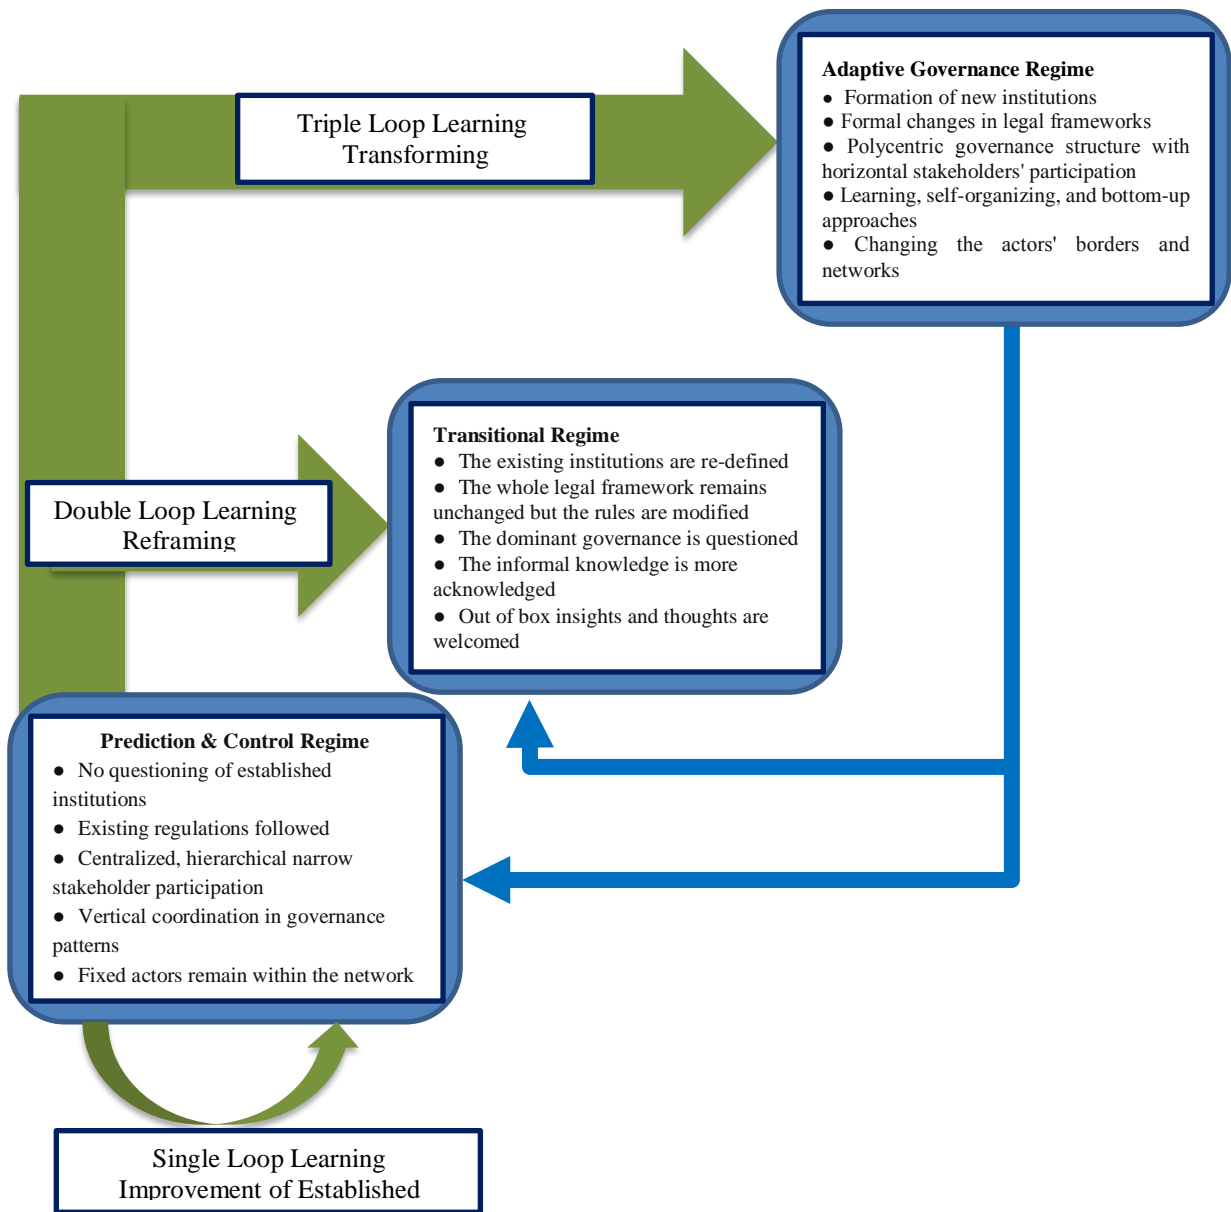 Adaptive Governance Regime
● Formation of new institutions
● Formal changes in legal frameworks
● Polycentric governance structure with
horizontal stakeholders' participation
● Learning, self-organizing, and bottom-up
approaches
● Changing the actors' borders and
networks
Triple Loop Learning
Transforming
Transitional Regime
● The existing institutions are re-defined
● The whole legal framework remains
unchanged but the rules are modified
● The dominant governance is questioned
● The informal knowledge is more
acknowledged
● Out of box insights and thoughts are
welcomed
Double Loop Learning
Reframing
Prediction & Control Regime
● No questioning of established
institutions
● Existing regulations followed
● Centralized, hierarchical narrow
stakeholder participation
● Vertical coordination in governance
patterns
● Fixed actors remain within the network
Single Loop Learning
Improvement of Established